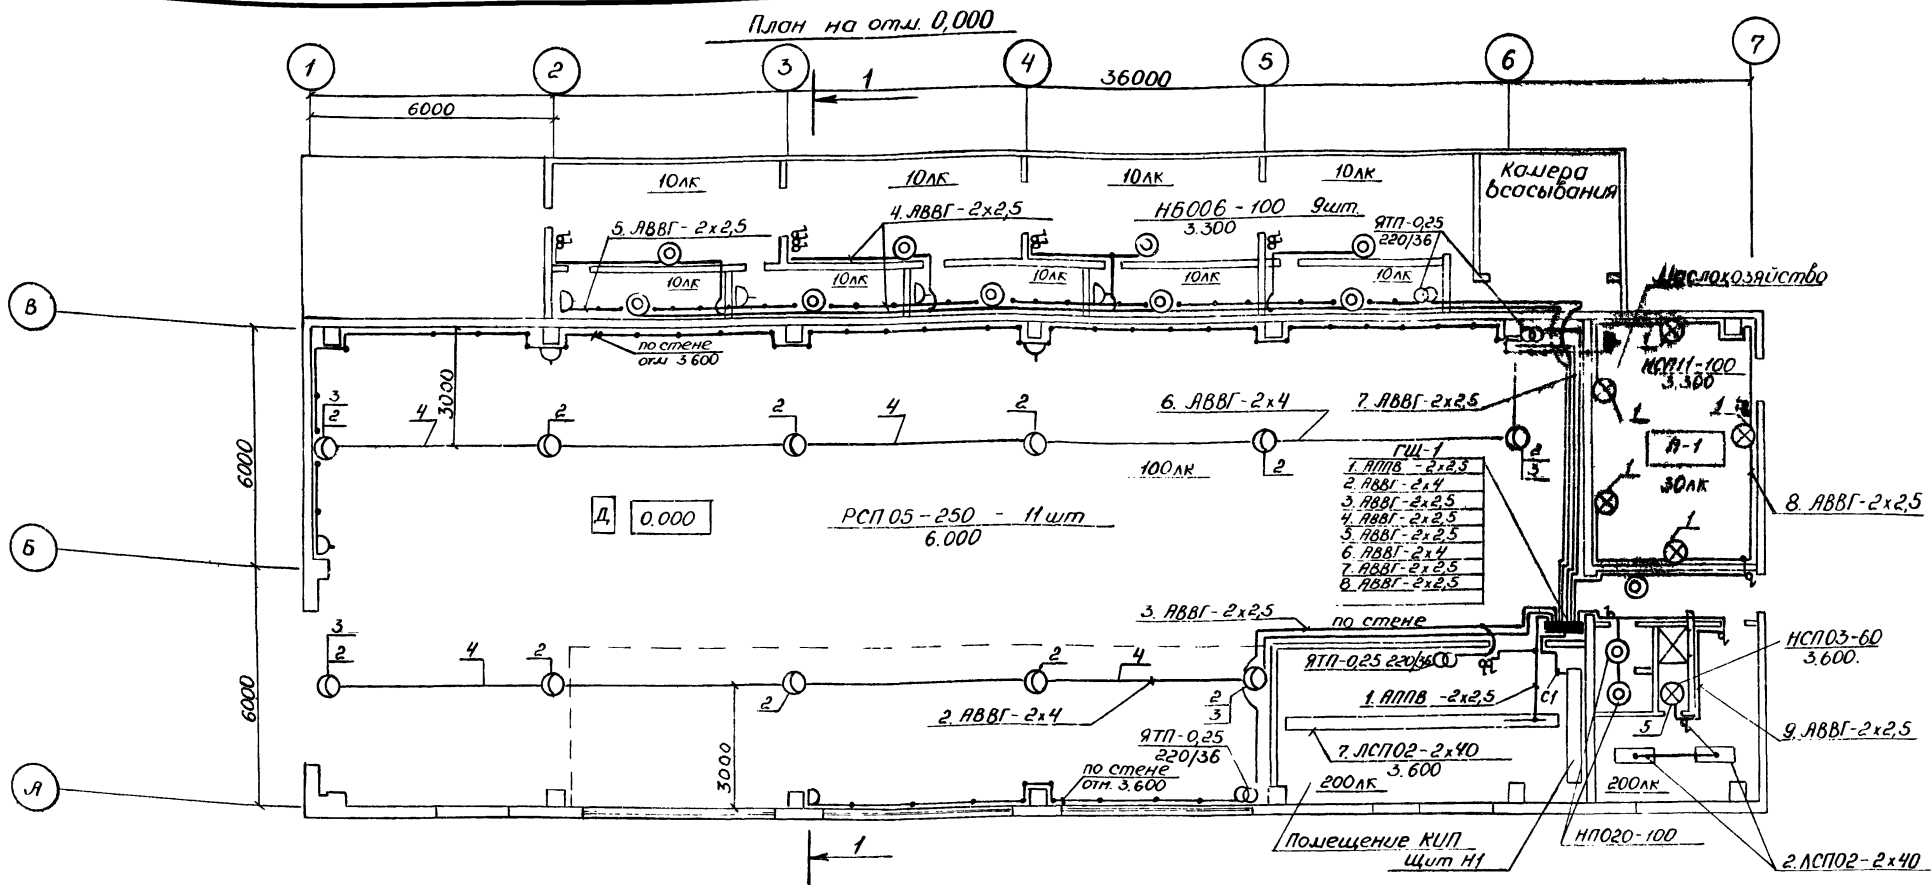 План на отм. 0,000
1
2
3
4
5
6
7
1
36000
6000
10лк
10лк
10лк
10лк
Камера
всасывания
5. АВВГ-2х2,5
4. АВВГ-2х2,5
НБ006-100 9шт.
3.300
ЯТП-0,25
220/36
10лк
10лк
10лк
10лк
10лк
Маслохозяйство
В
по стене
отм 3.600
3000
1
НСП11-100
3.300
3
2
4
2
2
4
2
6. АВВГ-2х4
7. АВВГ-2х2,5
1
1
А-1
30лк
6000
100лк
2
2
3
ГЩ-1
1. АППВ -2х2,5
2. АВВГ-2х4
3. АВВГ-2х2,5
4. АВВГ-2х2,5
5. АВВГ-2х2,5
6. АВВГ-2х4
7. АВВГ-2х2,5
8. АВВГ-2х2,5
1
8. АВВГ-2х2,5
Д
0.000
РСП05-250 - 11шт
6.000
1
Б
3. АВВГ-2х2,5
по стене
3
2
4
2
2
4
ЯТП-0,25 220/36
НСП03-60
3.600.
6000
2
2. АВВГ-2х4
2
3
1. АППВ -2х2,5
С1
5
9. АВВГ-2х2,5
3000
ЯТП-0,25
220/36
7. ЛСП02-2х40
3.600
А
по стене
отм. 3.600
200лк
200лк
1
Помещение КИП
Щит Н1
НПО20-100
2. ЛСП02-2х40